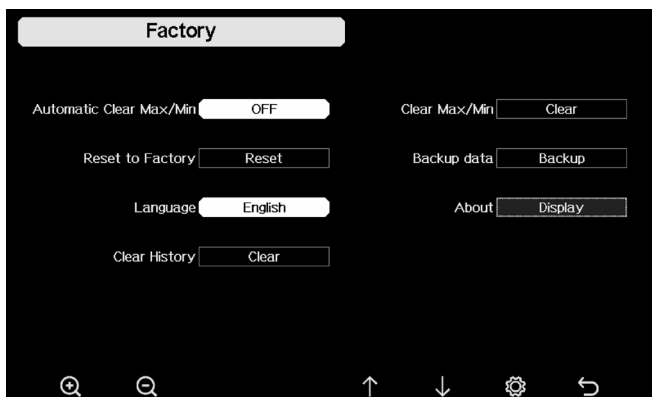 Factory
Automatic Clear Max/Min OFF
Clear Max/Min Clear
Reset to Factory Reset
Backup data Backup
Language English
About Display
Clear History Clear